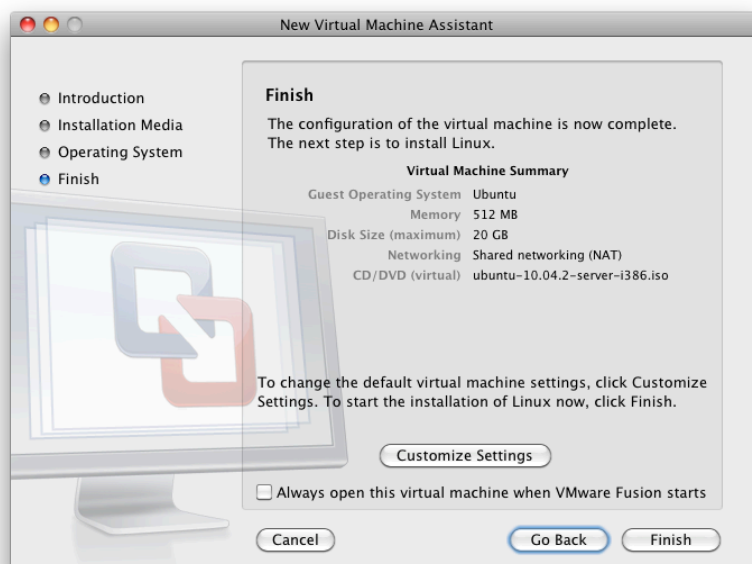 New Virtual Machine Assistant
Introduction
Installation Media
Operating System
Finish
Finish
The configuration of the virtual machine is now complete.
The next step is to install Linux.
Virtual Machine Summary
Guest Operating System Ubuntu
Memory 512 MB
Disk Size (maximum) 20 GB
Networking Shared networking (NAT)
CD/DVD (virtual) ubuntu-10.04.2-server-i386.iso
To change the default virtual machine settings, click Customize
Settings. To start the installation of Linux now, click Finish.
Customize Settings
Always open this virtual machine when VMware Fusion starts
Cancel Go Back Finish